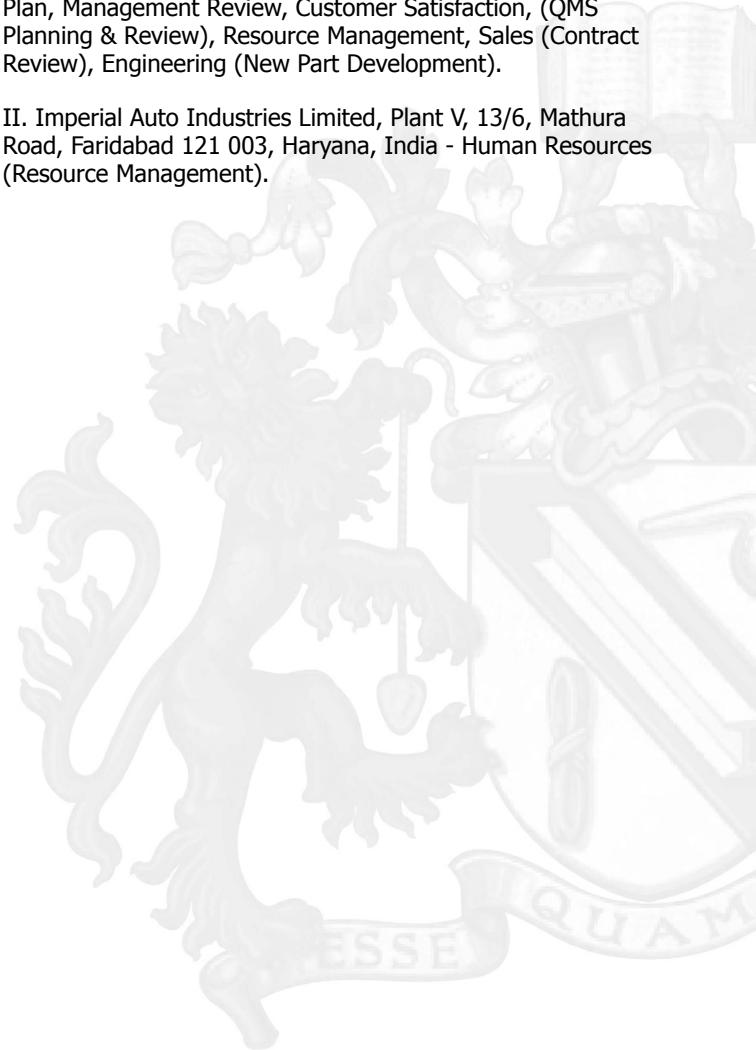 Plan, Management Review, Customer Satisfaction, (QMS
Planning & Review), Resource Management, Sales (Contract
Review), Engineering (New Part Development).
II. Imperial Auto Industries Limited, Plant V, 13/6, Mathura
Road, Faridabad 121 003, Haryana, India - Human Resources
(Resource Management).
ESSE QUAM